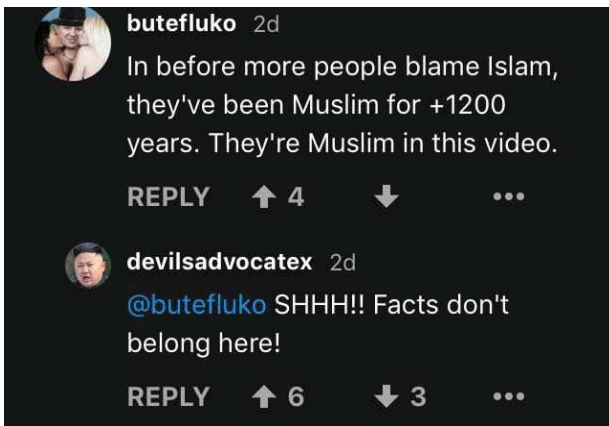 butefluko 2d
In before more people blame Islam,
they've been Muslim for +1200
years. They're Muslim in this video.
REPLY 4
devilsadvocatex 2d
@butefluko SHHH!! Facts don't
belong here!
REPLY 6 3